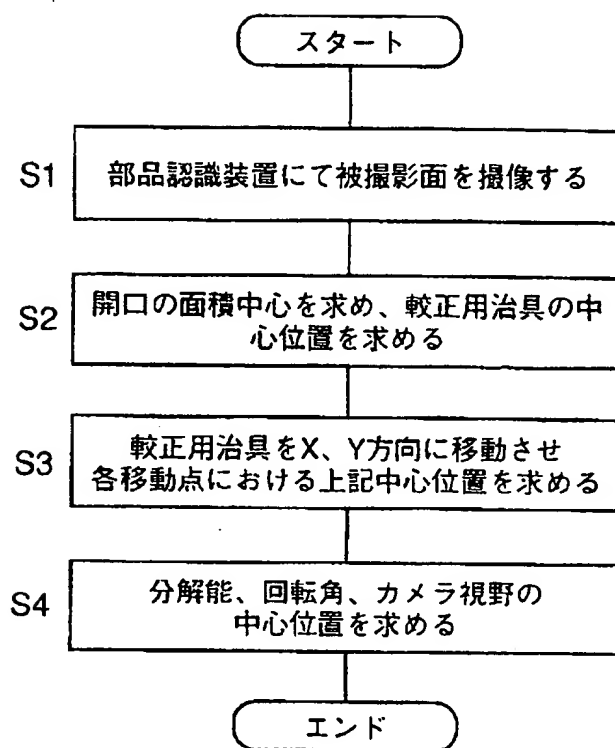 スタート
S1
部品認識装置にて被撮影面を撮像する
S2
開口の面積中心を求め、較正用治具の中
心位置を求める
S3
較正用治具をX、Y方向に移動させ
各移動点における上記中心位置を求める
S4
分解能、回転角、カメラ視野の
中心位置を求める
エンド